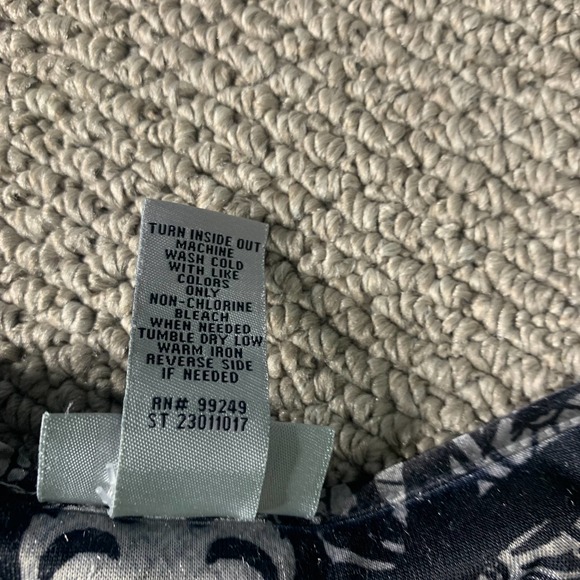 TURN INSIDE OUT
MACHINE
WASH COLD
WITH LIKE
COLORS
ONLY
NON-CHLORINE
BLEACH
WHEN NEEDED
TUMBLE DRY LOW
WARM IRON
REVERSE SIDE
IF NEEDED
RN# 99249
ST 23011017